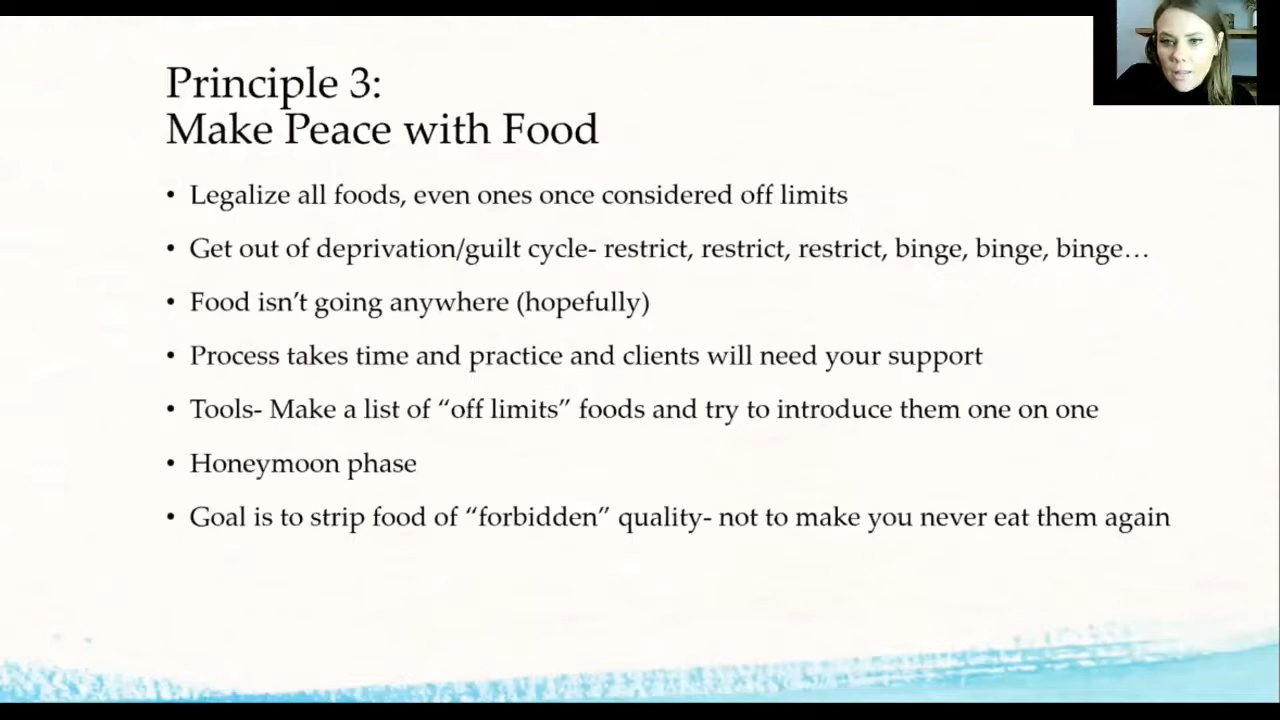 Principle 3:
Make Peace with Food
• Legalize all foods, even ones once considered off limits
• Get out of deprivation/guilt cycle- restrict, restrict, restrict, binge, binge, binge…
• Food isn’t going anywhere (hopefully)
• Process takes time and practice and clients will need your support
• Tools- Make a list of “off limits” foods and try to introduce them one on one
• Honeymoon phase
• Goal is to strip food of “forbidden” quality- not to make you never eat them again